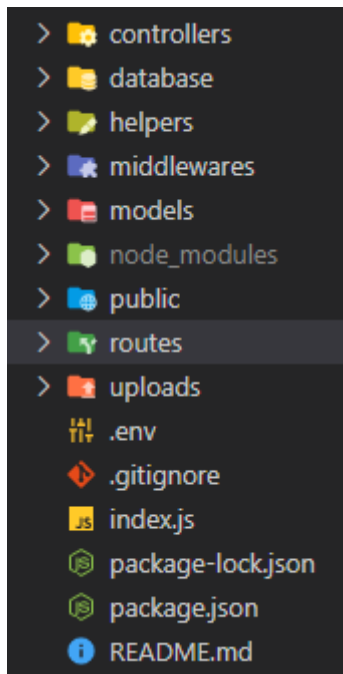 controllers
database
helpers
middlewares
models
node_modules
public
routes
uploads
.env
.gitignore
JS index.js
package-lock.json
package.json
README.md